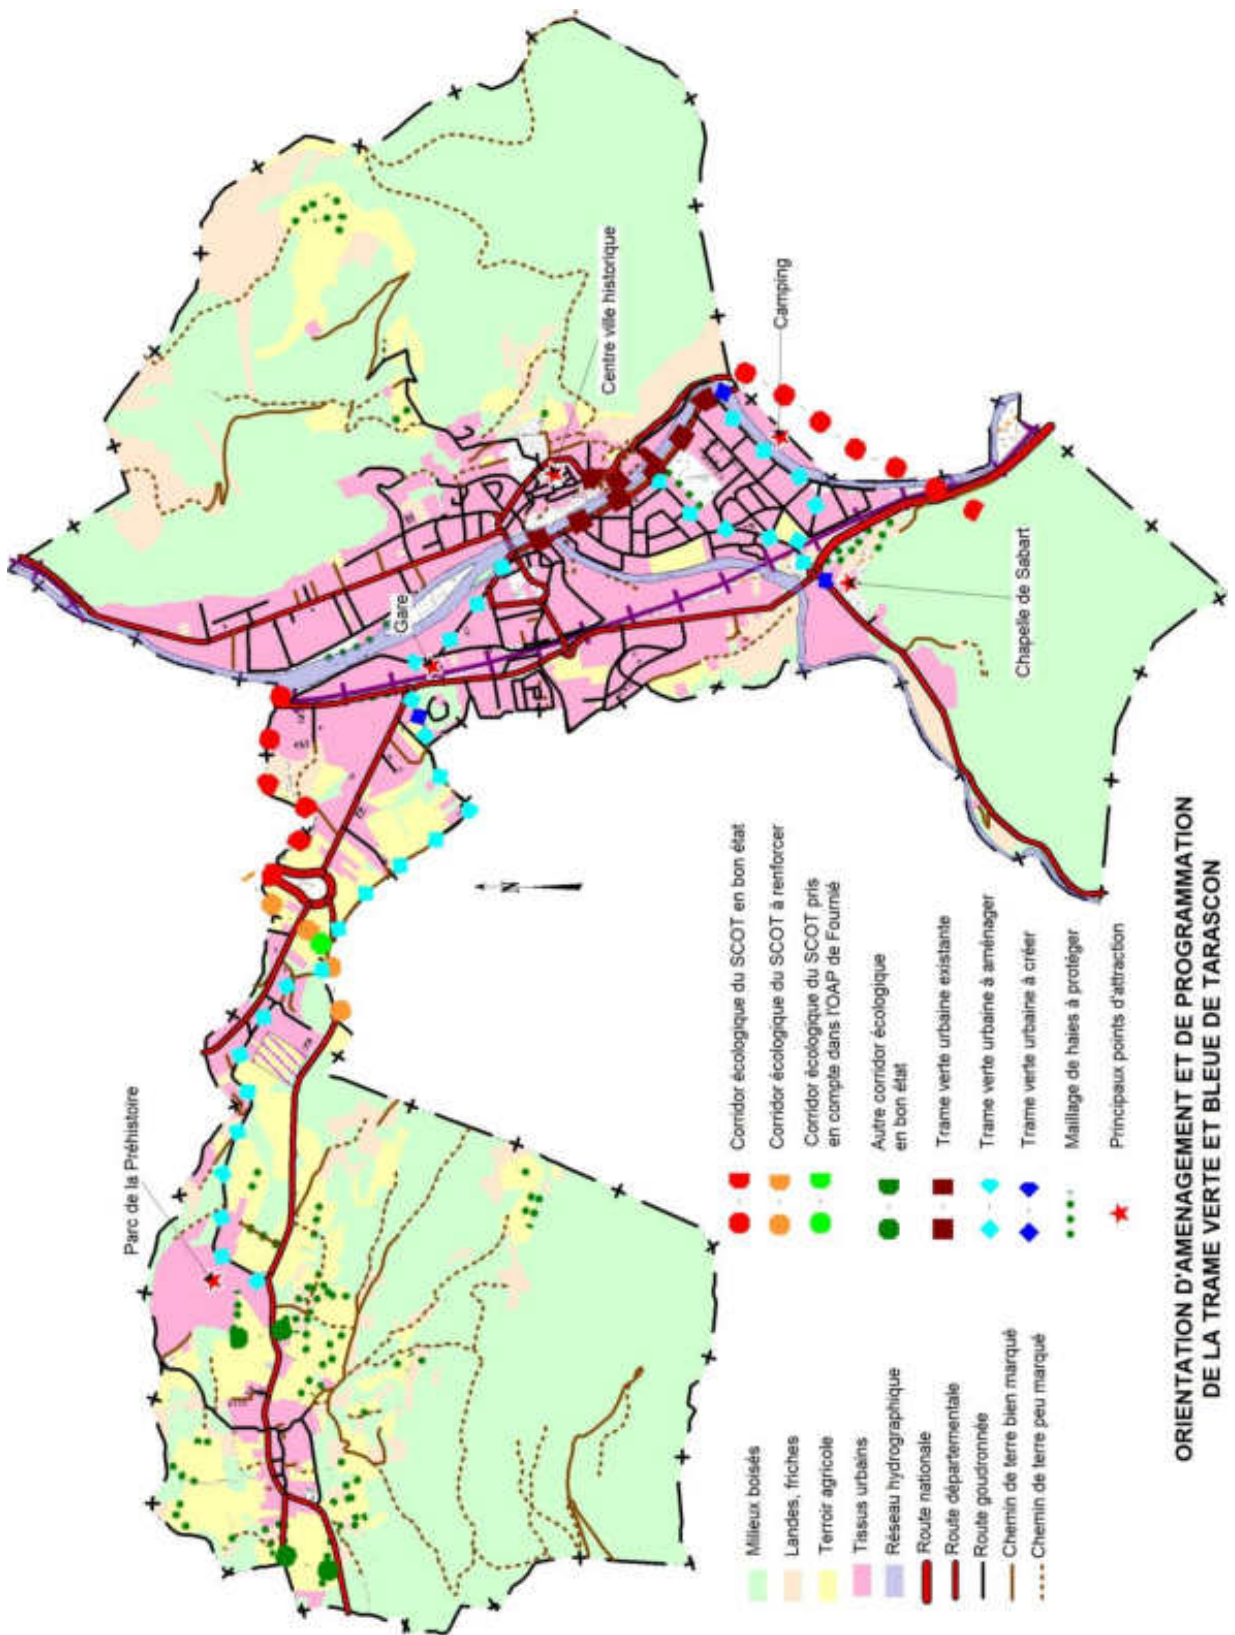 Parc de la Préhistoire
Gare
Centre ville historique
Camping
Chapelle de Sabart
N
Milieux boisés
Landes, friches
Terroir agricole
Tissus urbains
Réseau hydrographique
Route nationale
Route départementale
Route goudronnée
Chemin de terre bien marqué
Chemin de terre peu marqué
Corridor écologique du SCOT en bon état
Corridor écologique du SCOT à renforcer
Corridor écologique du SCOT pris
en compte dans l'OAP de Fournié
Autre corridor écologique
en bon état
Trame verte urbaine existante
Trame verte urbaine à aménager
Trame verte urbaine à créer
Maillage de haies à protéger
Principaux points d'attraction
ORIENTATION D'AMENAGEMENT ET DE PROGRAMMATION
DE LA TRAME VERTE ET BLEUE DE TARASCON